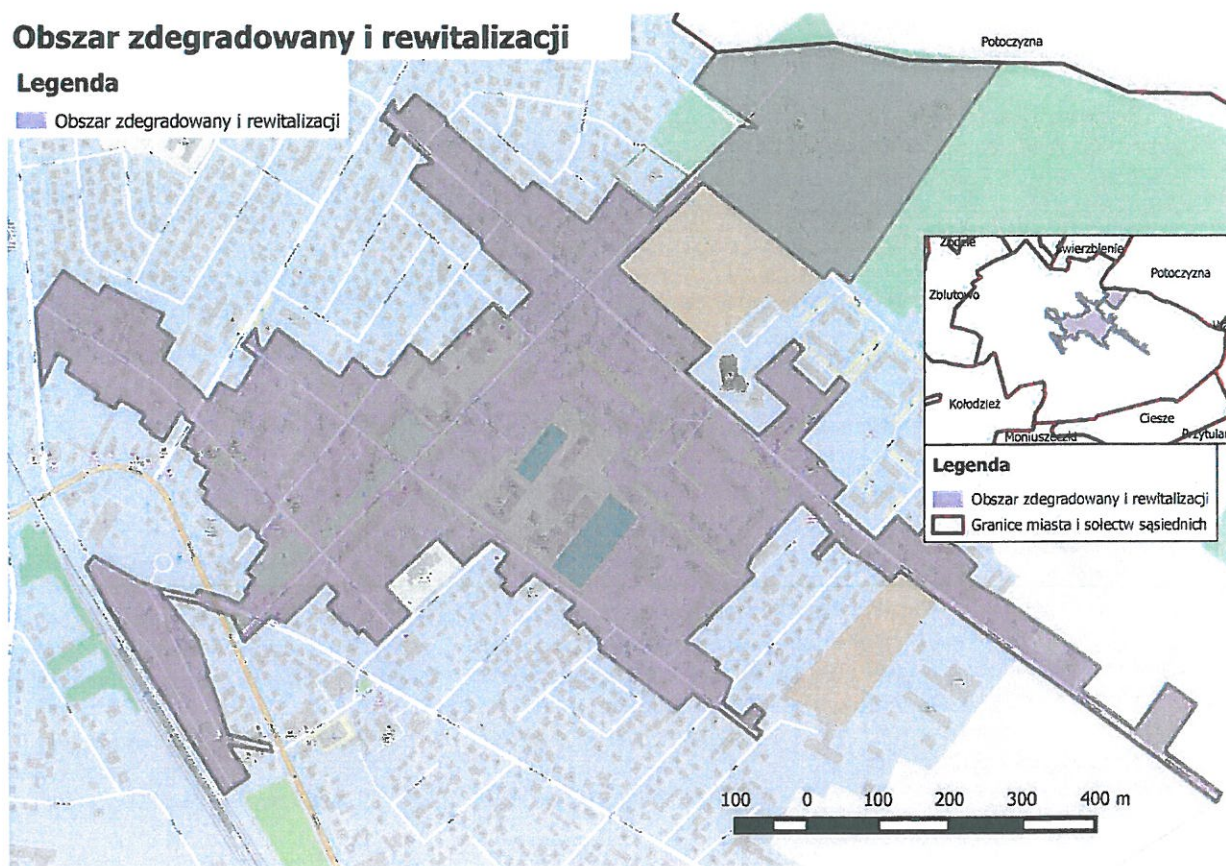 Obszar zdegradowany i rewitalizacji
Legenda
Obszar zdegradowany i rewitalizacji
Potoczyzna
Świerzbienie
Potoczyzna
Zblutowo
Kołodzież
Ciesze
Legenda
Obszar zdegradowany i rewitalizacji
Granice miasta i sołectw sąsiednich
100 0 100 200 300 400 m